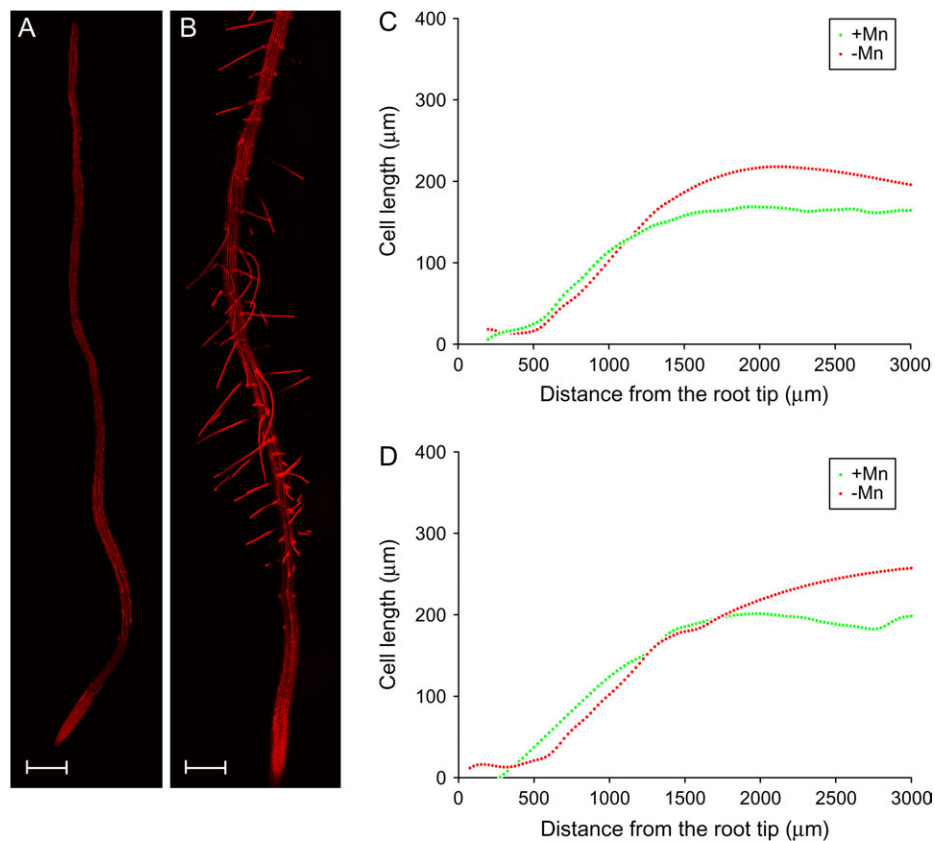 A
B
C
400
300
200
100
0
Cell length (μm)
+Mn
-Mn
0 500 1000 1500 2000 2500 3000
Distance from the root tip (μm)
D
400
300
200
100
0
Cell length (μm)
+Mn
-Mn
0 500 1000 1500 2000 2500 3000
Distance from the root tip (μm)